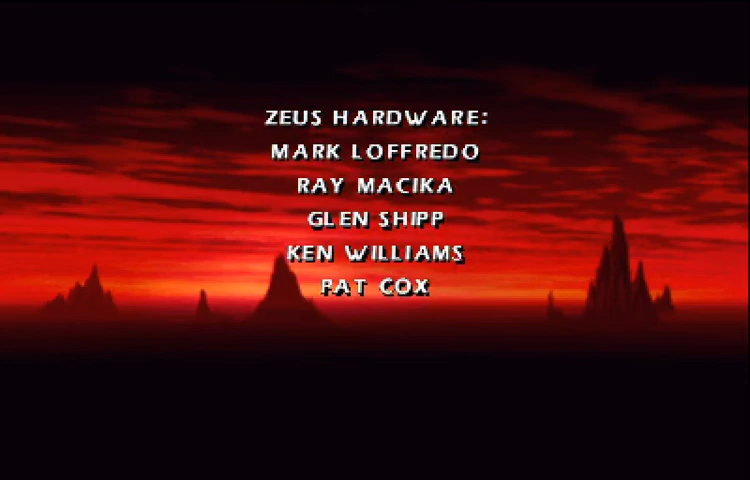 ZEUS HARDWARE:
MARK LOFFREDO
RAY MACIKA
GLEN SHIPP
KEN WILLIAMS
PAT COX